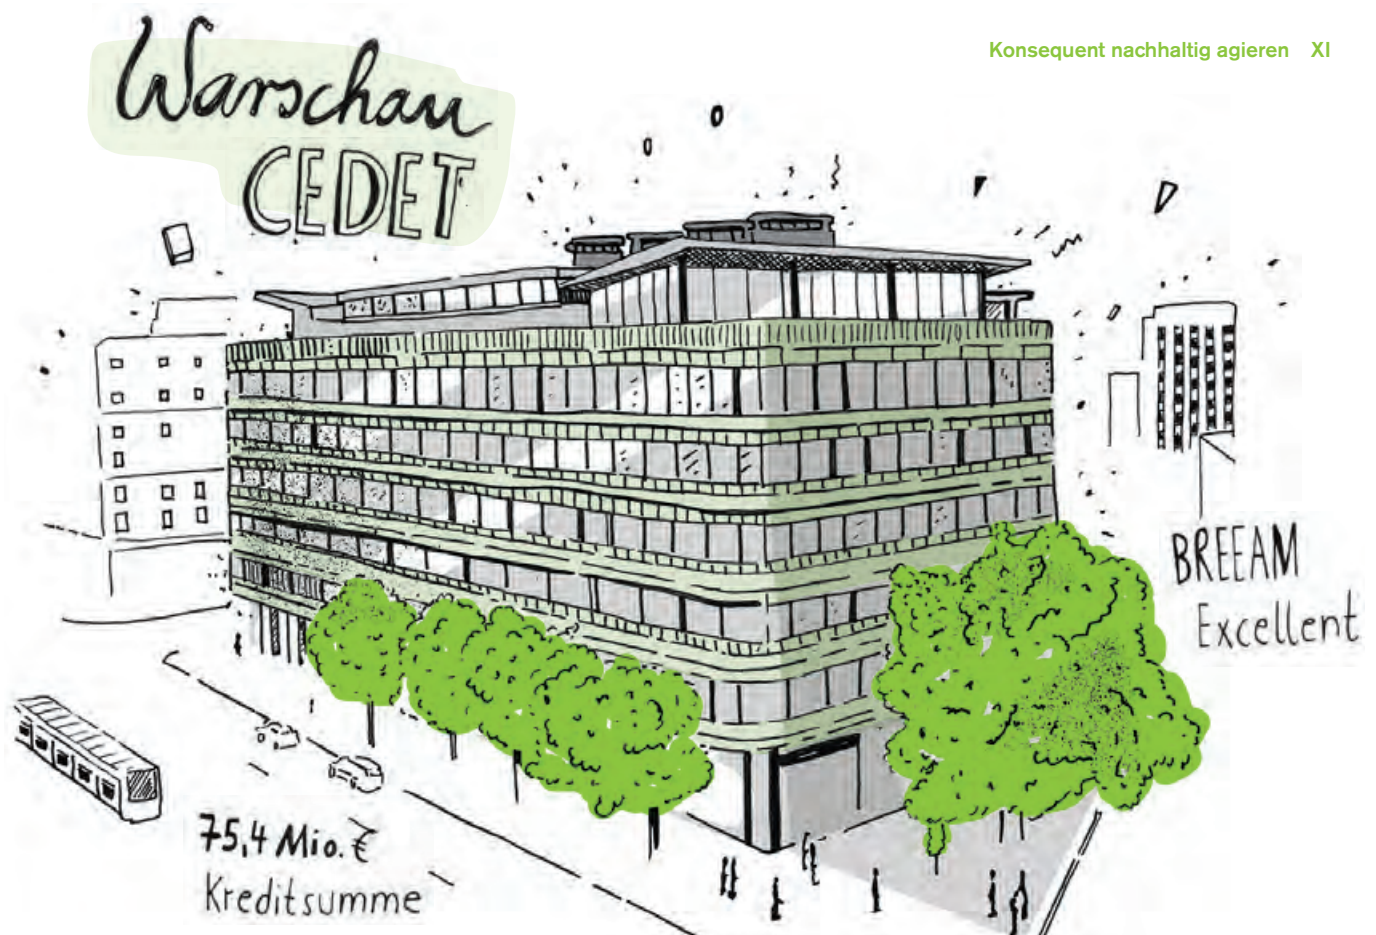 Konsequent nachhaltig agieren XI
Warschau
CEDET
BREEAM
Excellent
75,4 Mio. €
Kreditsumme